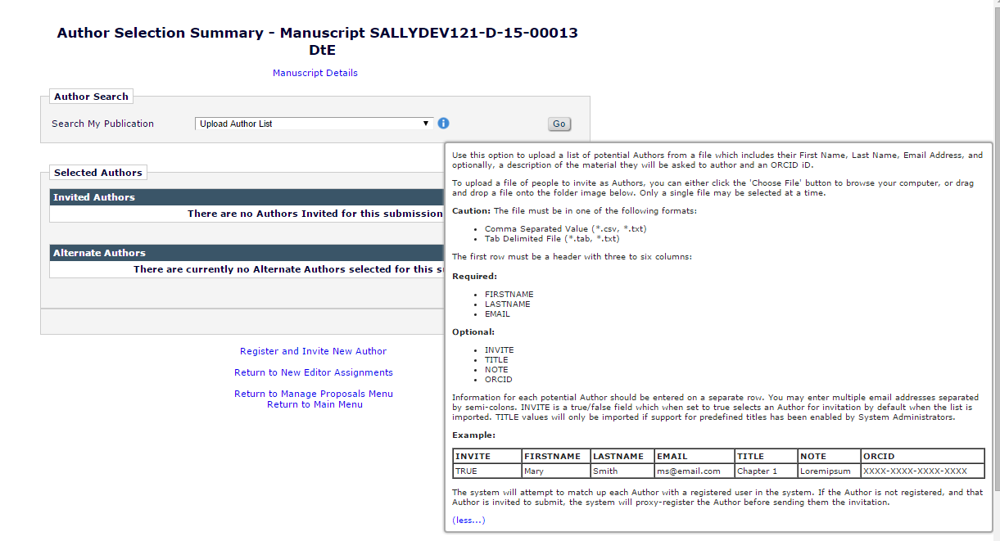 Author Selection Summary - Manuscript SALLYDEV121-D-15-00013
DtE
Manuscript Details
Author Search
Search My Publication
Upload Author List
Go
Selected Authors
Invited Authors
There are no Authors Invited for this submission
Alternate Authors
There are currently no Alternate Authors selected for this s
Register and Invite New Author
Return to New Editor Assignments
Return to Manage Proposals Menu
Return to Main Menu
Use this option to upload a list of potential Authors from a file which includes their First Name, Last Name, Email Address, and
optionally, a description of the material they will be asked to author and an ORCID iD.
To upload a file of people to invite as Authors, you can either click the 'Choose File' button to browse your computer, or drag
and drop a file onto the folder image below. Only a single file may be selected at a time.
Caution: The file must be in one of the following formats:
• Comma Separated Value (*.csv, *.txt)
• Tab Delimited File (*.tab, *.txt)
The first row must be a header with three to six columns:
Required:
• FIRSTNAME
• LASTNAME
• EMAIL
Optional:
• INVITE
• TITLE
• NOTE
• ORCID
Information for each potential Author should be entered on a separate row. You may enter multiple email addresses separated
by semi-colons. INVITE is a true/false field which when set to true selects an Author for invitation by default when the list is
imported. TITLE values will only be imported if support for predefined titles has been enabled by System Administrators.
Example:
INVITE FIRSTNAME LASTNAME EMAIL TITLE NOTE ORCID
TRUE Mary Smith ms@email.com Chapter 1 Loremipsum XXXX-XXXX-XXXX-XXXX
The system will attempt to match up each Author with a registered user in the system. If the Author is not registered, and that
Author is invited to submit, the system will proxy-register the Author before sending them the invitation.
(less...)